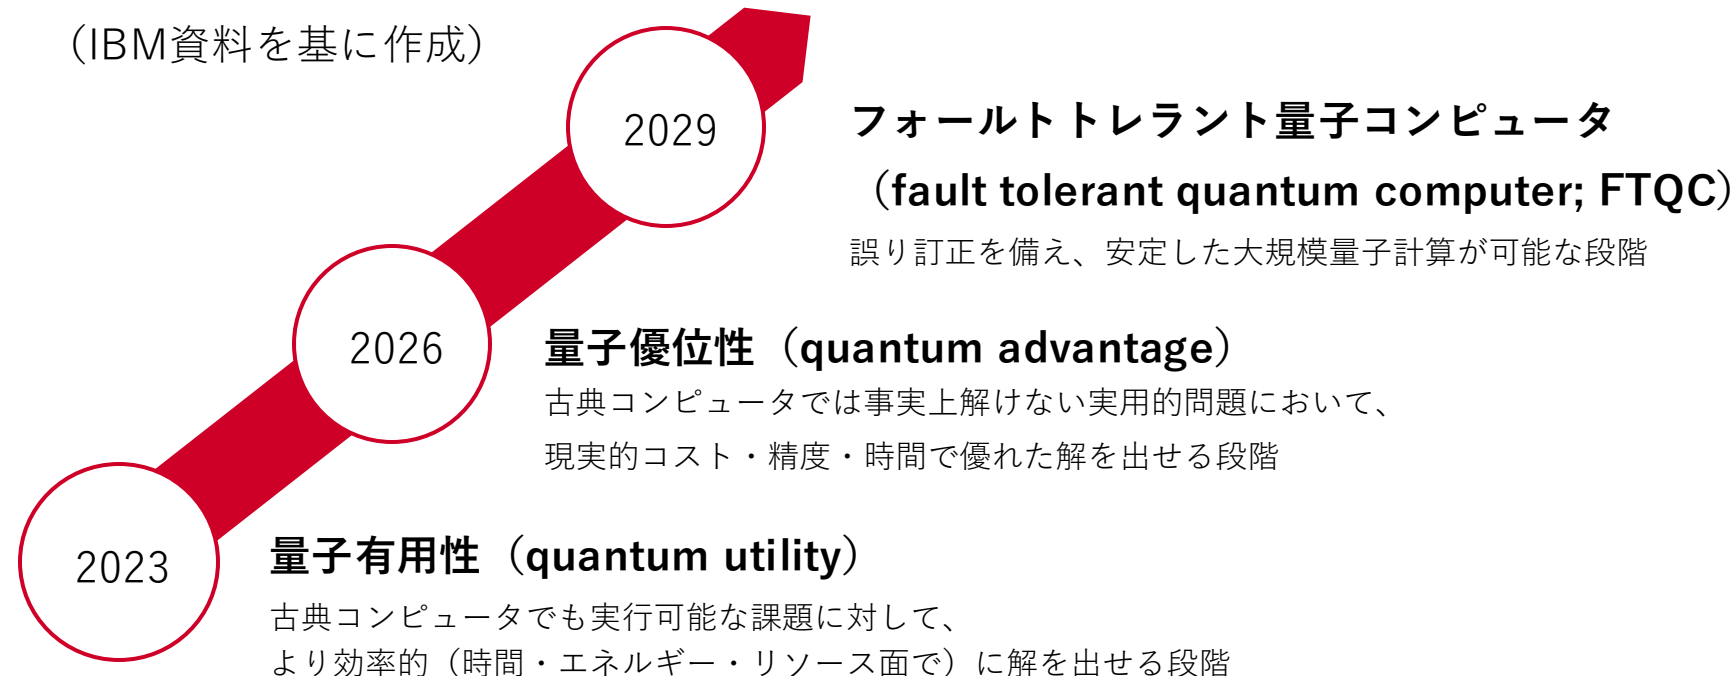 （IBM資料を基に作成）
2029
フォールトトレラント量子コンピュータ
（fault tolerant quantum computer; FTQC）
誤り訂正を備え、安定した大規模量子計算が可能な段階
2026
量子優位性（quantum advantage）
古典コンピュータでは事実上解けない実用的問題において、
現実的コスト・精度・時間で優れた解を出せる段階
2023
量子有用性（quantum utility）
古典コンピュータでも実行可能な課題に対して、
より効率的（時間・エネルギー・リソース面で）に解を出せる段階